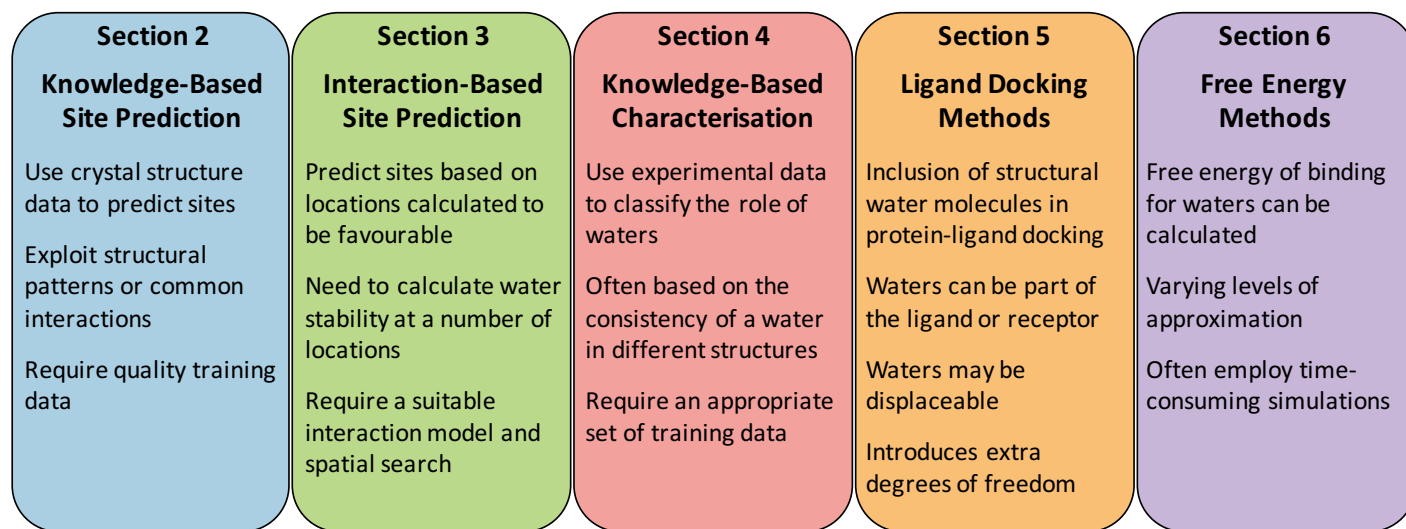 Section 2
Knowledge-Based
Site Prediction
Use crystal structure
data to predict sites
Exploit structural
patterns or common
interactions
Require quality training
data
Section 3
Interaction-Based
Site Prediction
Predict sites based on
locations calculated to
be favourable
Need to calculate water
stability at a number of
locations
Require a suitable
interaction model and
spatial search
Section 4
Knowledge-Based
Characterisation
Use experimental data
to classify the role of
waters
Often based on the
consistency of a water
in different structures
Require an appropriate
set of training data
Section 5
Ligand Docking
Methods
Inclusion of structural
water molecules in
protein-ligand docking
Waters can be part of
the ligand or receptor
Waters may be
displaceable
Introduces extra
degrees of freedom
Section 6
Free Energy
Methods
Free energy of binding
for waters can be
calculated
Varying levels of
approximation
Often employ time-
consuming simulations